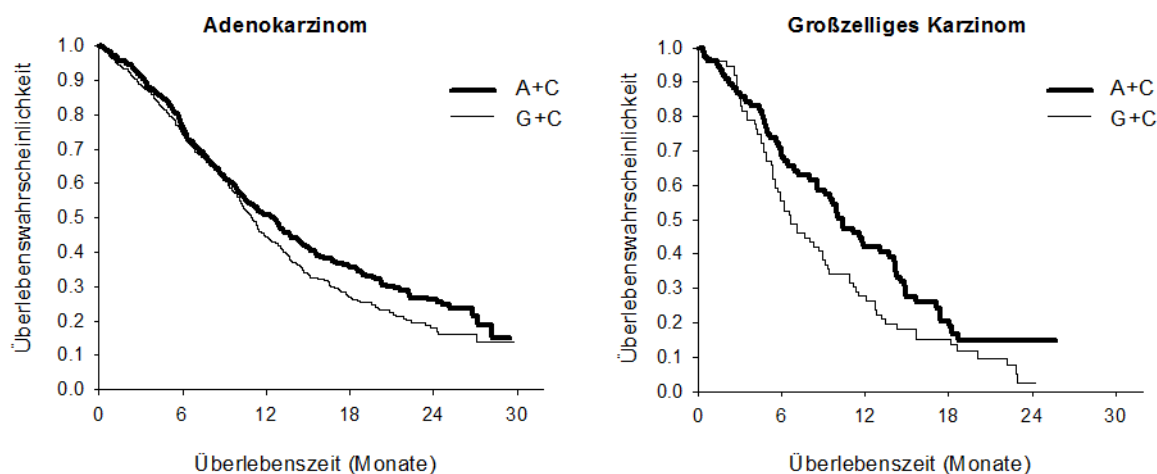 Adenokarzinom
Überlebenswahrscheinlichkeit
1.0
0.9
0.8
0.7
0.6
0.5
0.4
0.3
0.2
0.1
0.0
A+C
G+C
0 6 12 18 24 30
Überlebenszeit (Monate)
Großzelliges Karzinom
Überlebenswahrscheinlichkeit
1.0
0.9
0.8
0.7
0.6
0.5
0.4
0.3
0.2
0.1
0.0
A+C
G+C
0 6 12 18 24 30
Überlebenszeit (Monate)